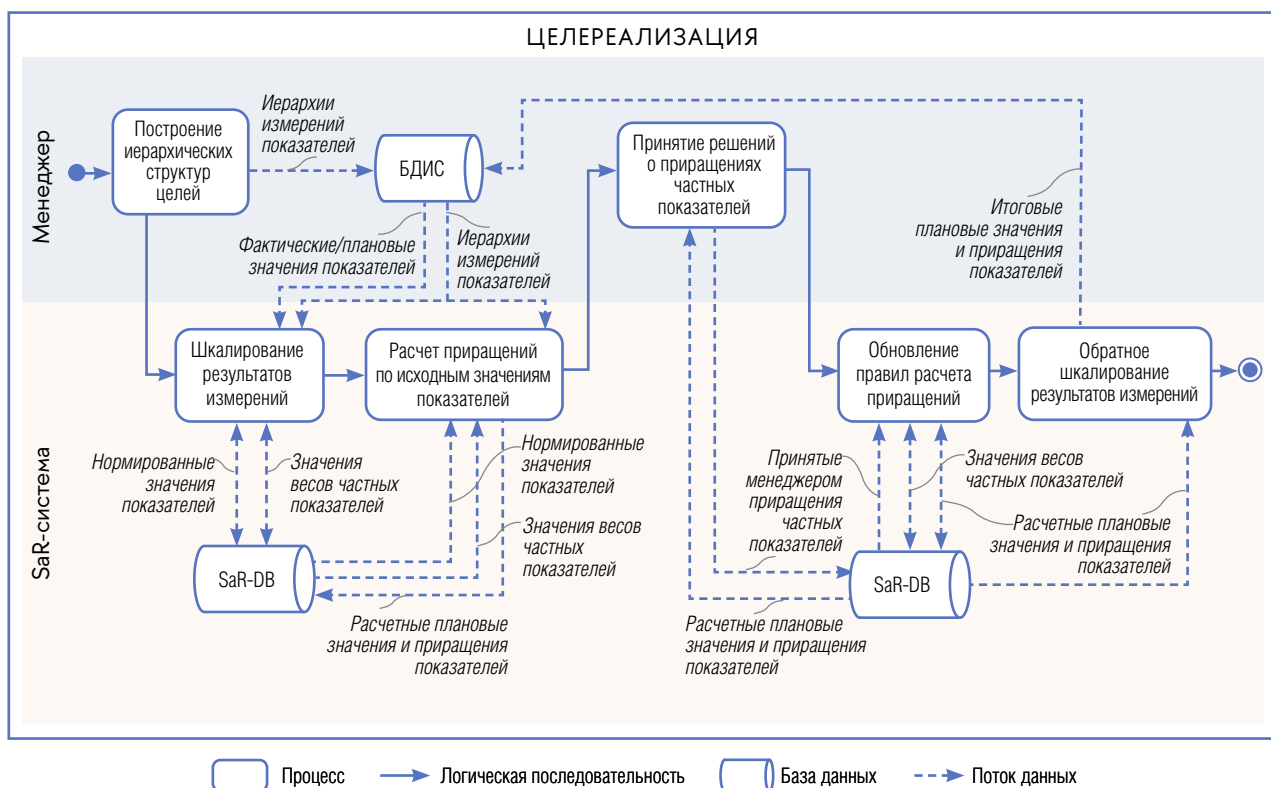 ЦЕЛЕРЕАЛИЗАЦИЯ
Менеджер
Построение
иерархических
структур
целей
Иерархии
измерений
показателей
БДИС
Фактические/плановые
значения показателей
Иерархии
измерений
показателей
Принятие решений
о приращениях
частных
показателей
Итоговые
плановые значения
и приращения
показателей
SaR-система
Шкалирование
результатов
измерений
Расчет приращений
по исходным значениям
показателей
Обновление
правил расчета
приращений
Обратное
шкалирование
результатов измерений
Нормированные
значения
показателей
Значения
весов частных
показателей
Нормированные
значения
показателей
Значения весов
частных
показателей
SaR-DB
Расчетные плановые
значения и приращения
показателей
Принятые
менеджером
приращения
частных
показателей
Значения весов
частных показателей
Расчетные плановые
значения и приращения
показателей
SaR-DB
Расчетные плановые
значения и приращения
показателей
Процесс
Логическая последовательность
База данных
Поток данных